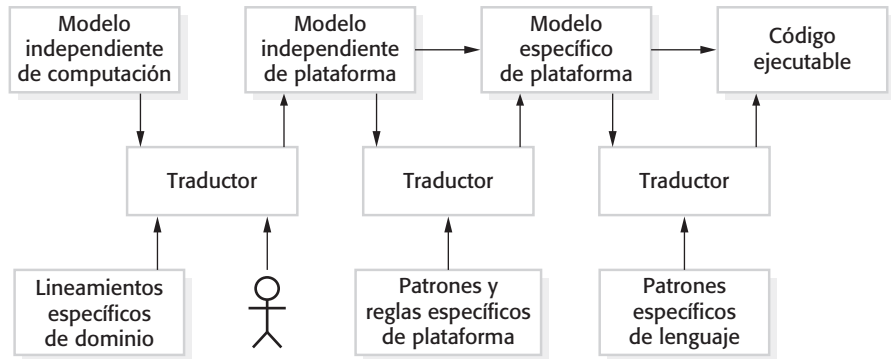 Modelo
independiente
de computación
Modelo
independiente
de plataforma
Modelo
específico
de plataforma
Código
ejecutable
Traductor
Traductor
Traductor
Lineamientos
específicos
de dominio
Patrones y
reglas específicos
de plataforma
Patrones
específicos
de lenguaje